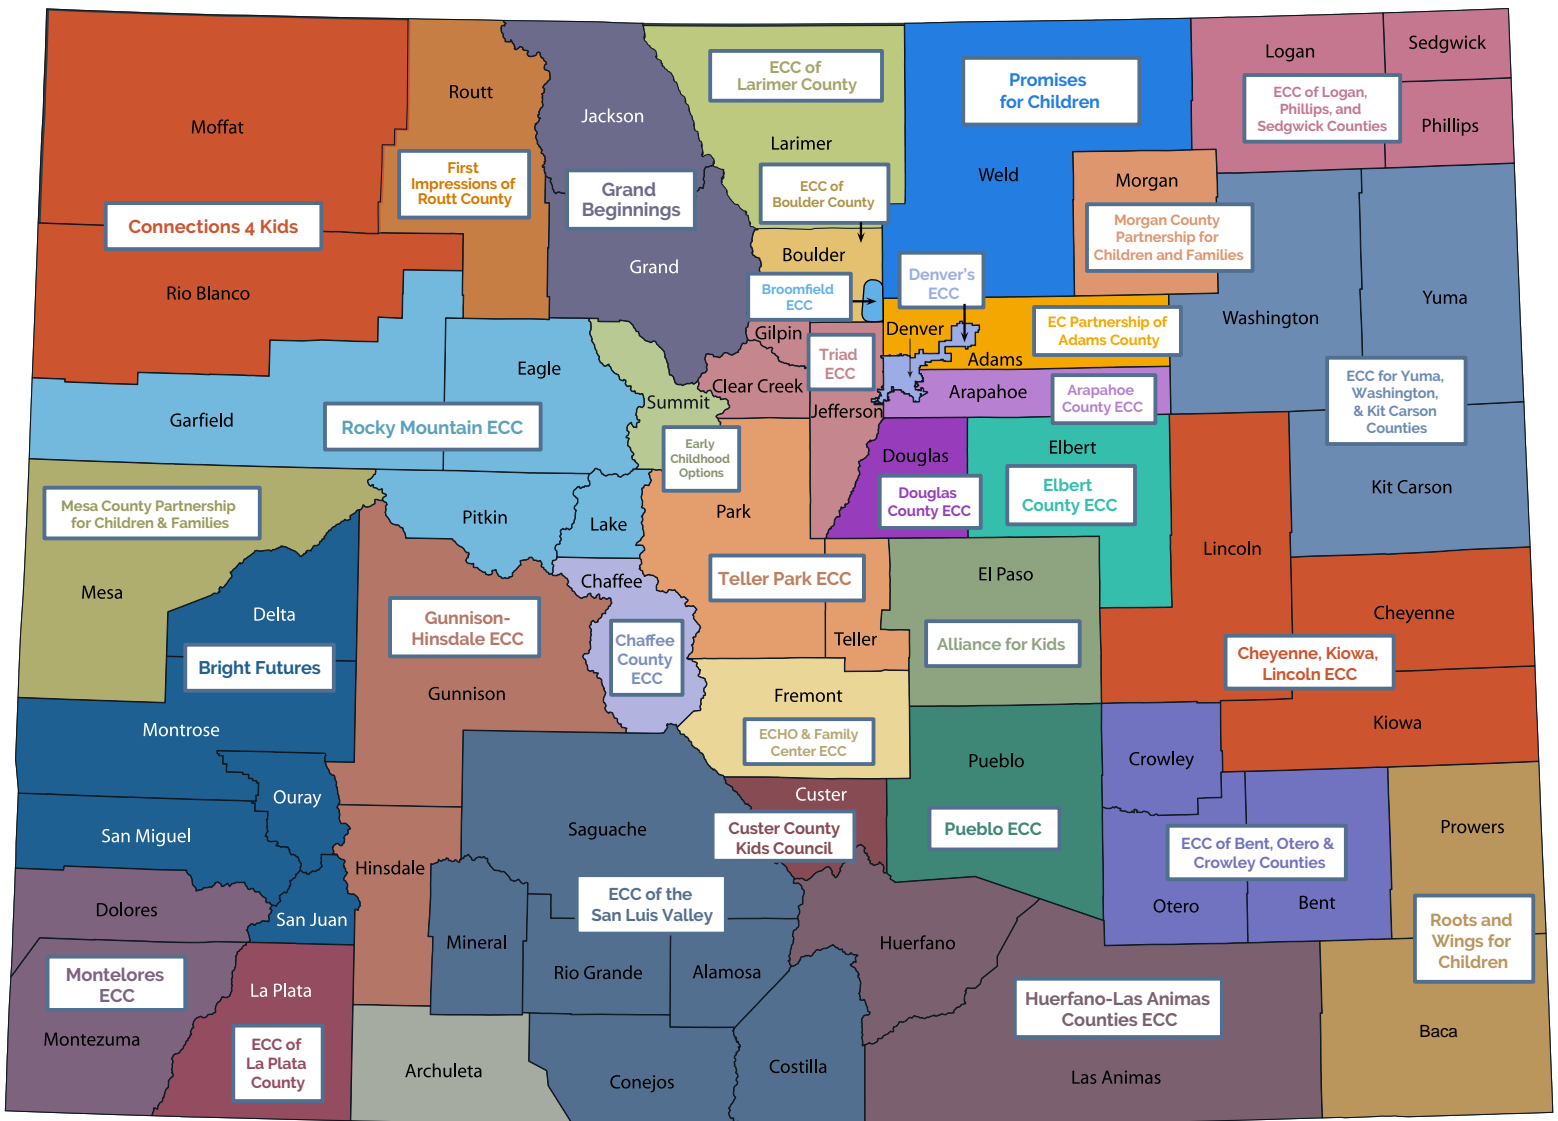 Moffat
Routt
Jackson
ECC of
Larimer County
Larimer
Promises
for Children
Weld
Logan
Sedgwick
ECC of Logan,
Phillips, and
Sedgwick Counties
Phillips
First
Impressions of
Routt County
Grand
Beginnings
ECC of
Boulder County
Morgan
Morgan County
Partnership for
Children and Families
Connections 4 Kids
Rio Blanco
Grand
Boulder
Broomfield
ECC
Denver's
ECC
Washington
Yuma
Gilpin
Denver
EC Partnership of
Adams County
Adams
Triad
ECC
Eagle
Clear Creek
Summit
Jefferson
Arapahoe
Arapahoe
County ECC
ECC for Yuma,
Washington,
& Kit Carson
Counties
Garfield
Rocky Mountain ECC
Early
Childhood
Options
Douglas
Douglas
County ECC
Elbert
Elbert
County ECC
Kit Carson
Mesa County Partnership
for Children & Families
Pitkin
Lake
Park
Lincoln
Mesa
Delta
Bright Futures
Gunnison-
Hinsdale ECC
Gunnison
Chaffee
Chaffee
County
ECC
Teller Park ECC
Teller
El Paso
Alliance for Kids
Cheyenne
Cheyenne, Kiowa,
Lincoln ECC
Kiowa
Montrose
Fremont
ECHO & Family
Center ECC
Pueblo
Crowley
Ouray
San Miguel
Saguache
Custer
Custer County
Kids Council
Pueblo ECC
ECC of Bent, Otero &
Crowley Counties
Prowers
Hinsdale
Dolores
San Juan
ECC of the
San Luis Valley
Otero
Bent
Roots and
Wings for
Children
Mineral
Rio Grande
Alamosa
Huerfano
Montelores
ECC
La Plata
Huerfano-Las Animas
Counties ECC
Montezuma
ECC of
La Plata
County
Archuleta
Conejos
Costilla
Las Animas
Baca